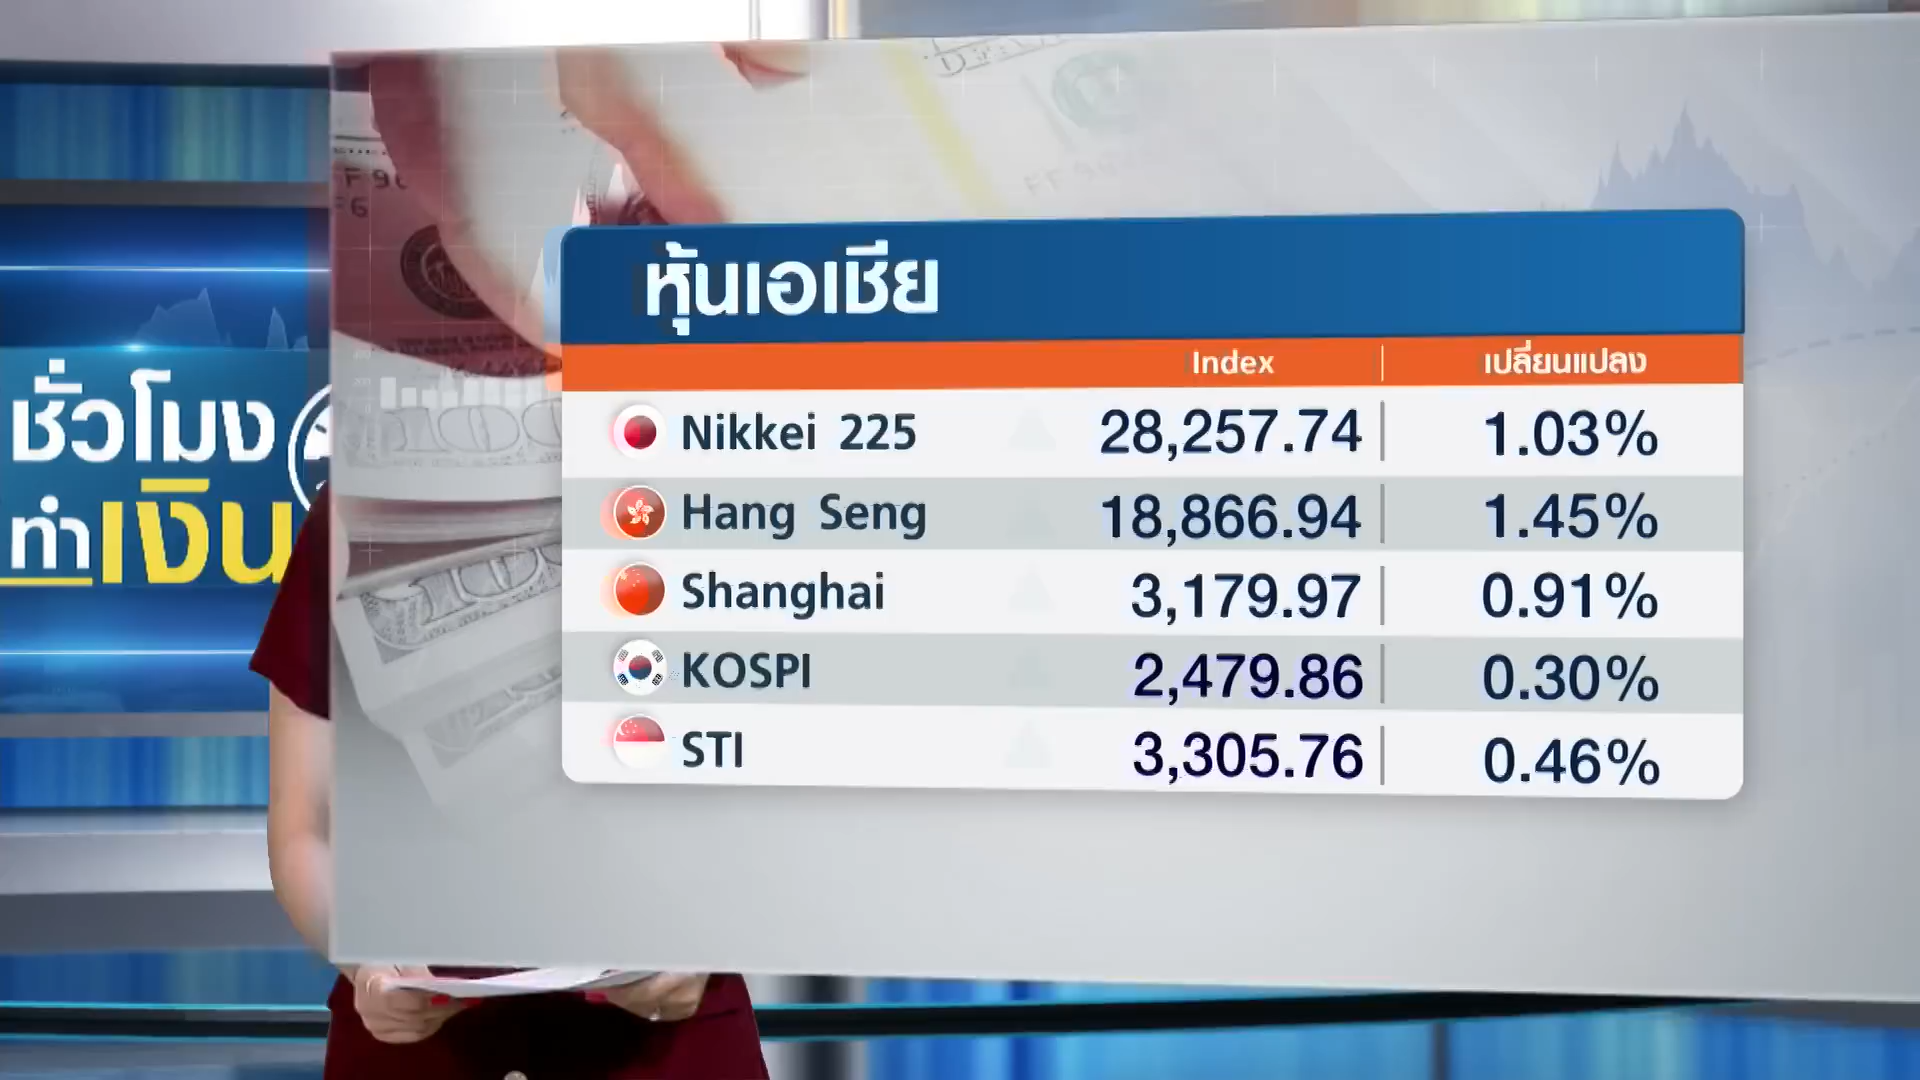 หุ้นเอเชีย
Index เปลี่ยนแปลง
Nikkei 225 28,257.74 1.03%
Hang Seng 18,866.94 1.45%
Shanghai 3,179.97 0.91%
KOSPI 2,479.86 0.30%
STI 3,305.76 0.46%
ชั่วโมง
ทำเงิน
FF
F6
100